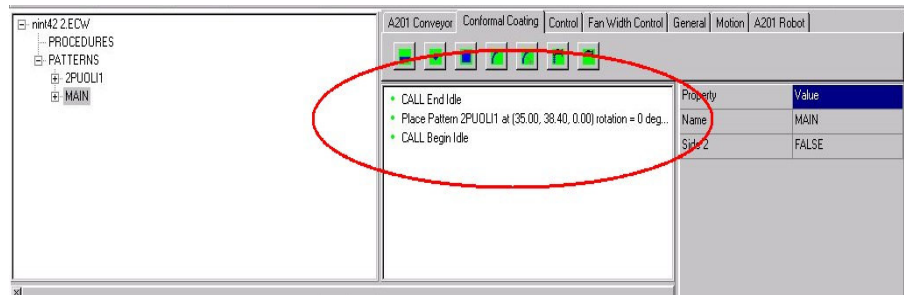 nint42 2.ECW
PROCEDURES
PATTERNS
2PUOLI1
MAIN
A201 Conveyor Conformal Coating Control Fan Width Control General Motion A201 Robot
CALL End Idle
Place Pattern 2PUOLI1 at (35.00, 38.40, 0.00) rotation = 0 deg...
CALL Begin Idle
Property Value
Name MAIN
Side 2 FALSE